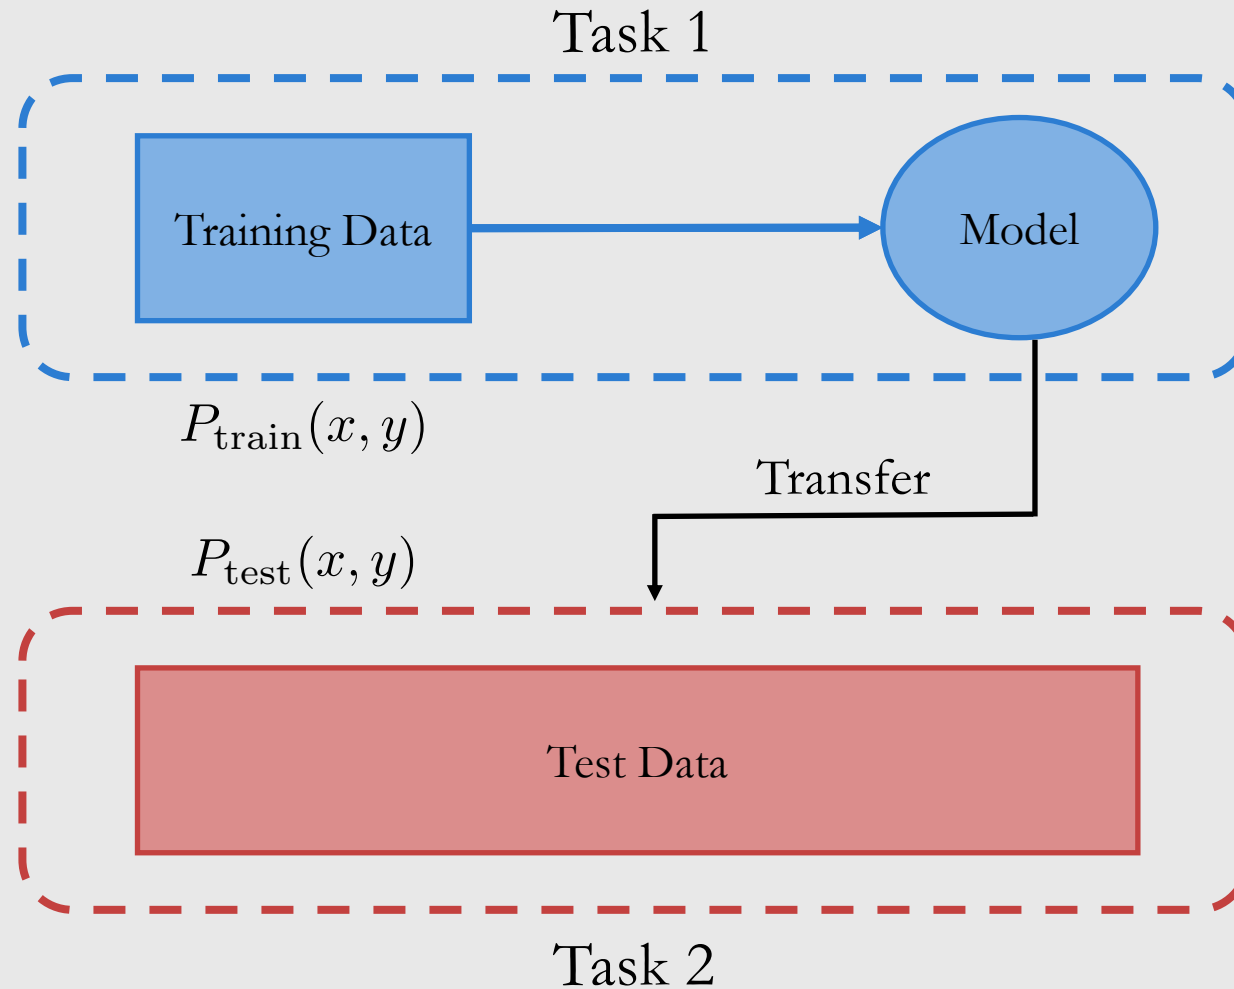 Task 1
Training Data
Model
P_train(x, y)
Transfer
P_test(x, y)
Test Data
Task 2